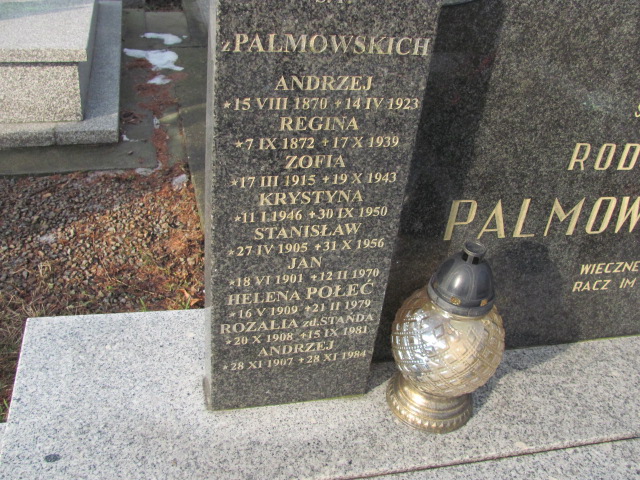 z PALMOWSKICH
ANDRZEJ
*15 VIII 1870 +14 IV 1923
REGINA
*7 IX 1872 +17 X 1939
ZOFIA
*17 III 1915 +19 X 1943
KRYSTYNA
*11 I 1946 +30 IX 1950
STANISŁAW
*27 IV 1905 +31 X 1956
JAN
*18 VI 1901 +12 II 1970
HELENA POŁEĆ
*16 V 1909 +21 II 1979
ROZALIA zd. STAŃDA
*20 X 1908 +15 IX 1981
ANDRZEJ
*28 XI 1907 +28 XI 1984
ROD
PALMOW
WIECZNE
RACZ IM